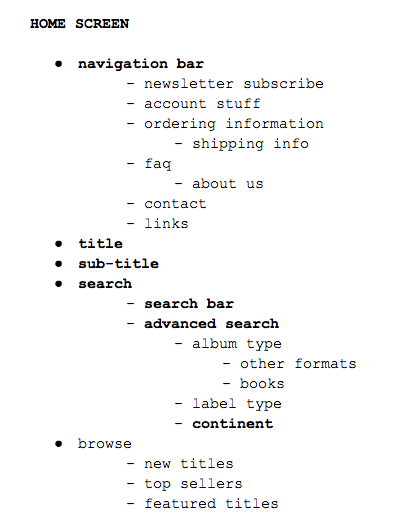 HOME SCREEN
● navigation bar
- newsletter subscribe
- account stuff
- ordering information
- shipping info
- faq
- about us
- contact
- links
● title
● sub-title
● search
- search bar
- advanced search
- album type
- other formats
- books
- label type
- continent
● browse
- new titles
- top sellers
- featured titles